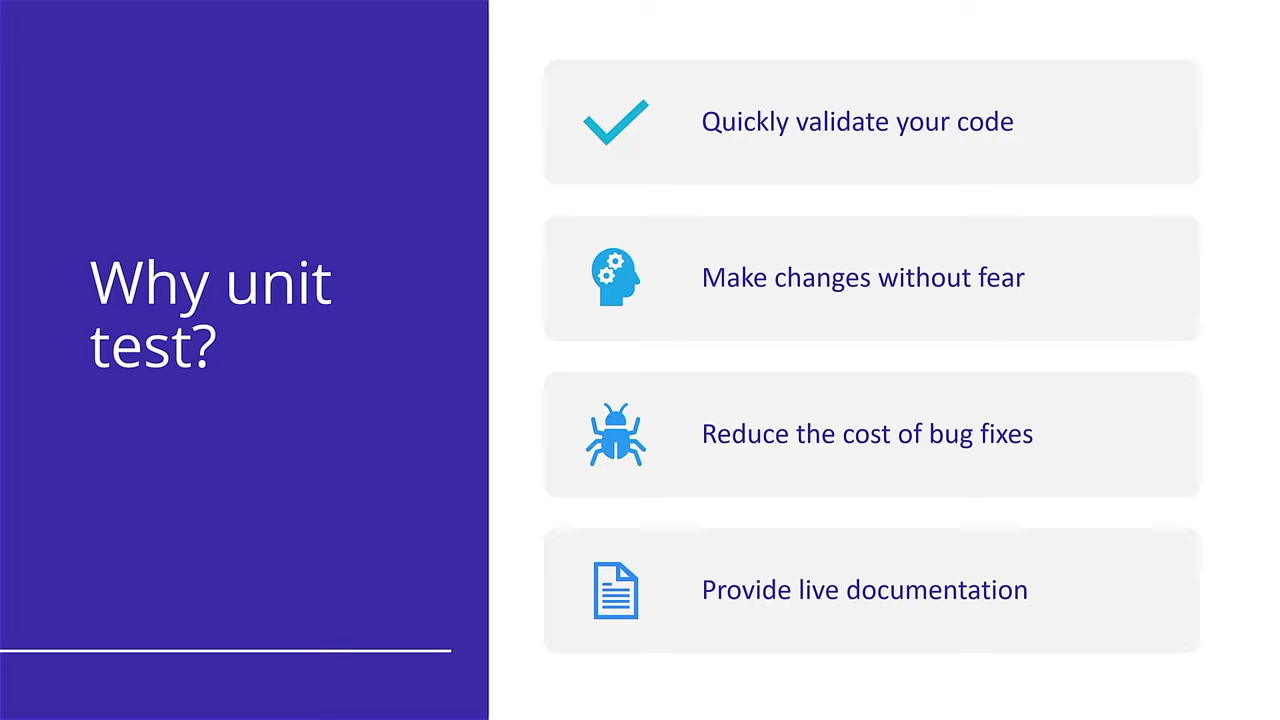 Why unit
test?
Quickly validate your code
Make changes without fear
Reduce the cost of bug fixes
Provide live documentation